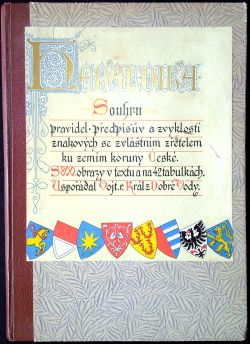 Heraldika
Souhrn
pravidel·předpisův a zvyklostí
znakových se zvláštním zřetelem
ku zemím koruny České.
S 800 obrazy v textu a na 42 tabulkách.
Uspořádal Vojt. r. Král z Dobré Vody.